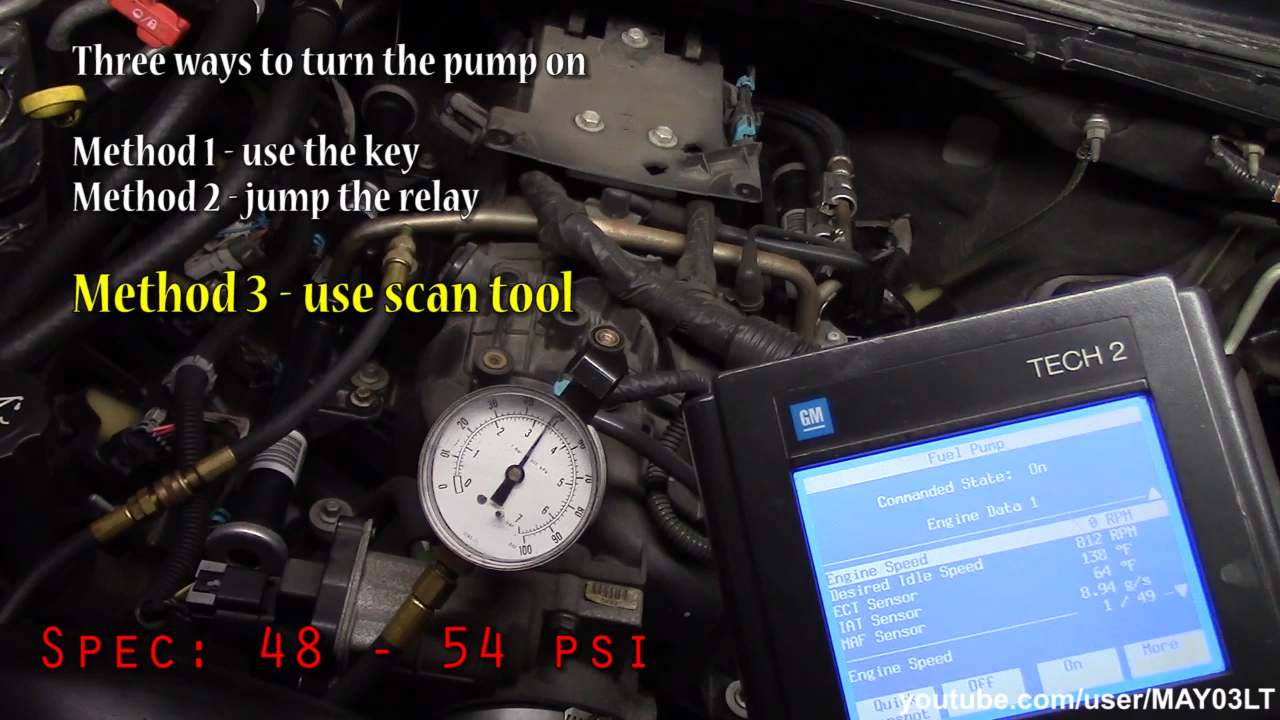 Three ways to turn the pump on
Method 1 - use the key
Method 2 - jump the relay
Method 3 - use scan tool
TECH 2
GM
Fuel Pump
Commanded State: On
Engine Data 1
Engine Speed 0 RPM
Desired Idle Speed 812 RPM
ECT Sensor 138 °F
IAT Sensor 64 °F
MAF Sensor 8.94 g/s
1 / 49
Engine Speed
Off On More
Spec: 48 - 54 psi
youtube.com/user/MAY03LT